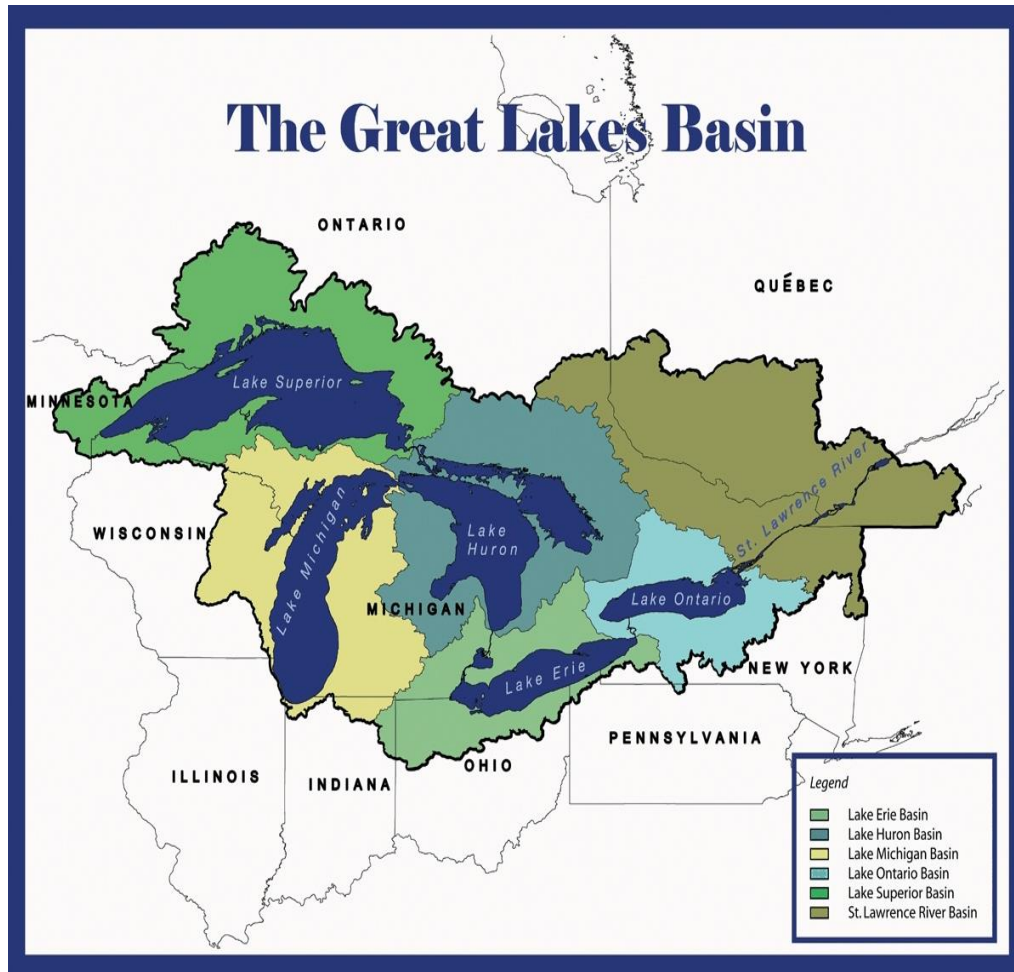 The Great Lakes Basin
ONTARIO
QUÉBEC
Lake Superior
MINNESOTA
St. Lawrence River
WISCONSIN
Lake Michigan
Lake
Huron
MICHIGAN
Lake Ontario
Lake Erie
NEW YORK
PENNSYLVANIA
OHIO
ILLINOIS
INDIANA
Legend
Lake Erie Basin
Lake Huron Basin
Lake Michigan Basin
Lake Ontario Basin
Lake Superior Basin
St. Lawrence River Basin